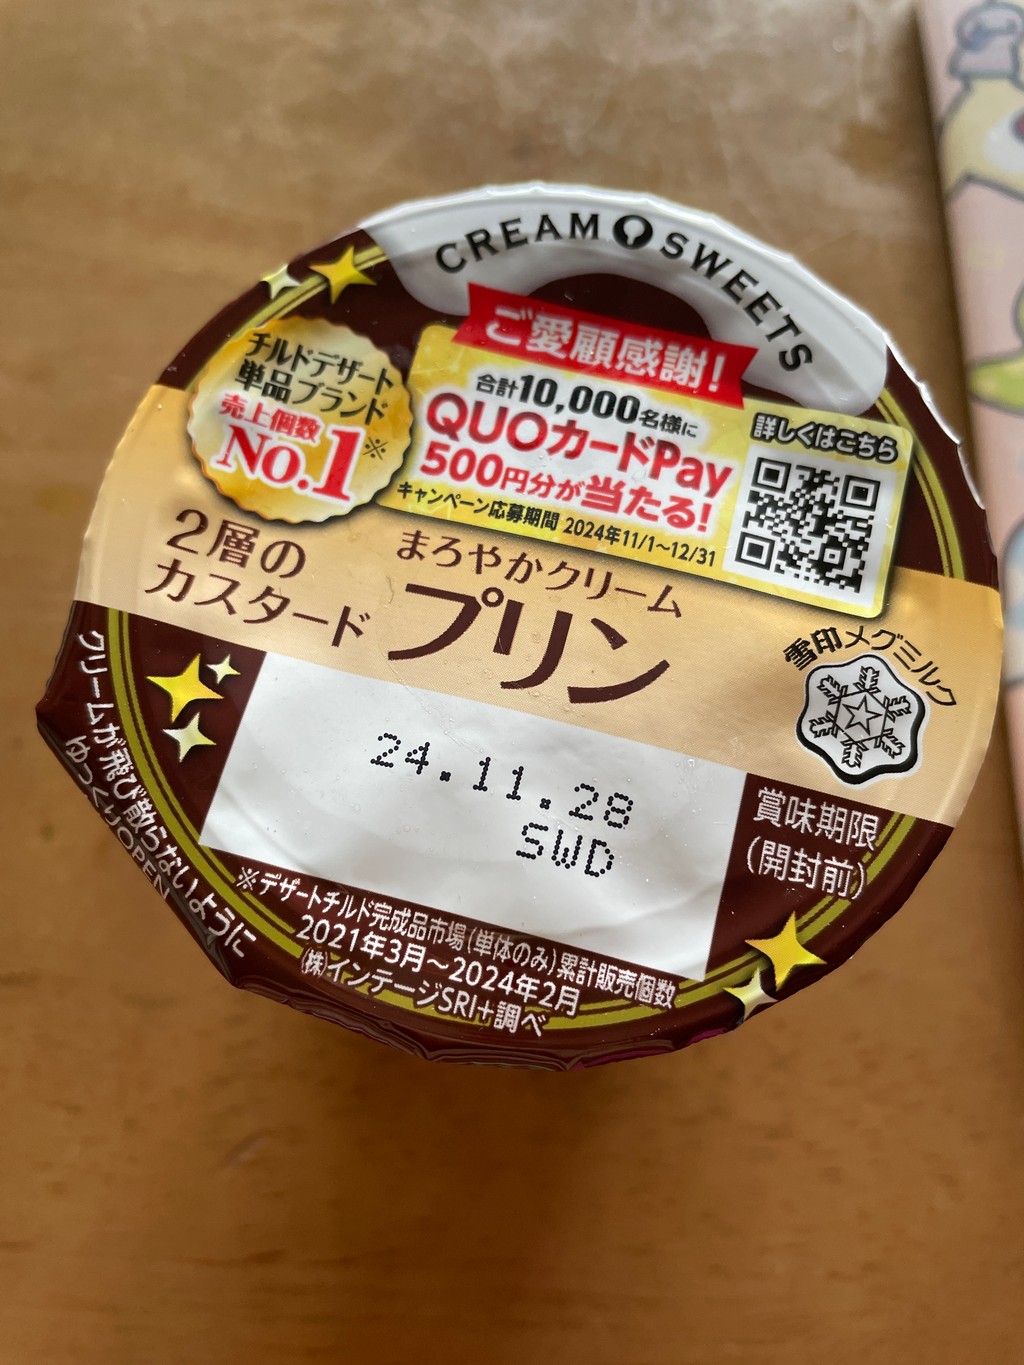 CREAM SWEETS
ご愛顧感謝!
チルドデザート
単品ブランド
売上個数
No.1※
合計10,000名様に
QUOカードPay
500円分が当たる!
キャンペーン応募期間 2024年11/1〜12/31
詳しくはこちら
2層の
カスタード
まろやかクリーム
プリン
雪印メグミルク
24.11.28
SWD
賞味期限
(開封前)
クリームが飛び散らないように
ゆっくりOPEN!
※デザートチルド完成品市場(単体のみ)累計販売個数
2021年3月〜2024年2月
(株)インテージSRI+調べ